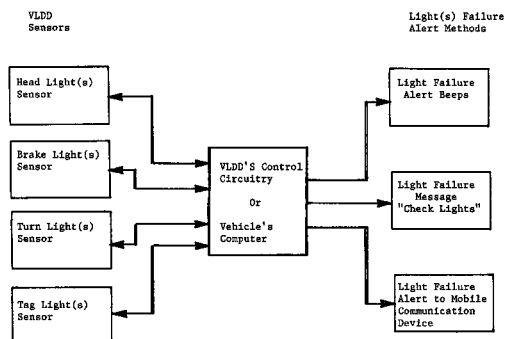 VLDD
Sensors
Light(s) Failure
Alert Methods
Head Light(s)
Sensor
Brake Light(s)
Sensor
Turn Light(s)
Sensor
Tag Light(s)
Sensor
VLDD'S Control
Circuitry
Or
Vehicle's
Computer
Light Failure
Alert Beeps
Light Failure
Message
"Check Lights"
Light Failure
Alert to Mobile
Communication
Device